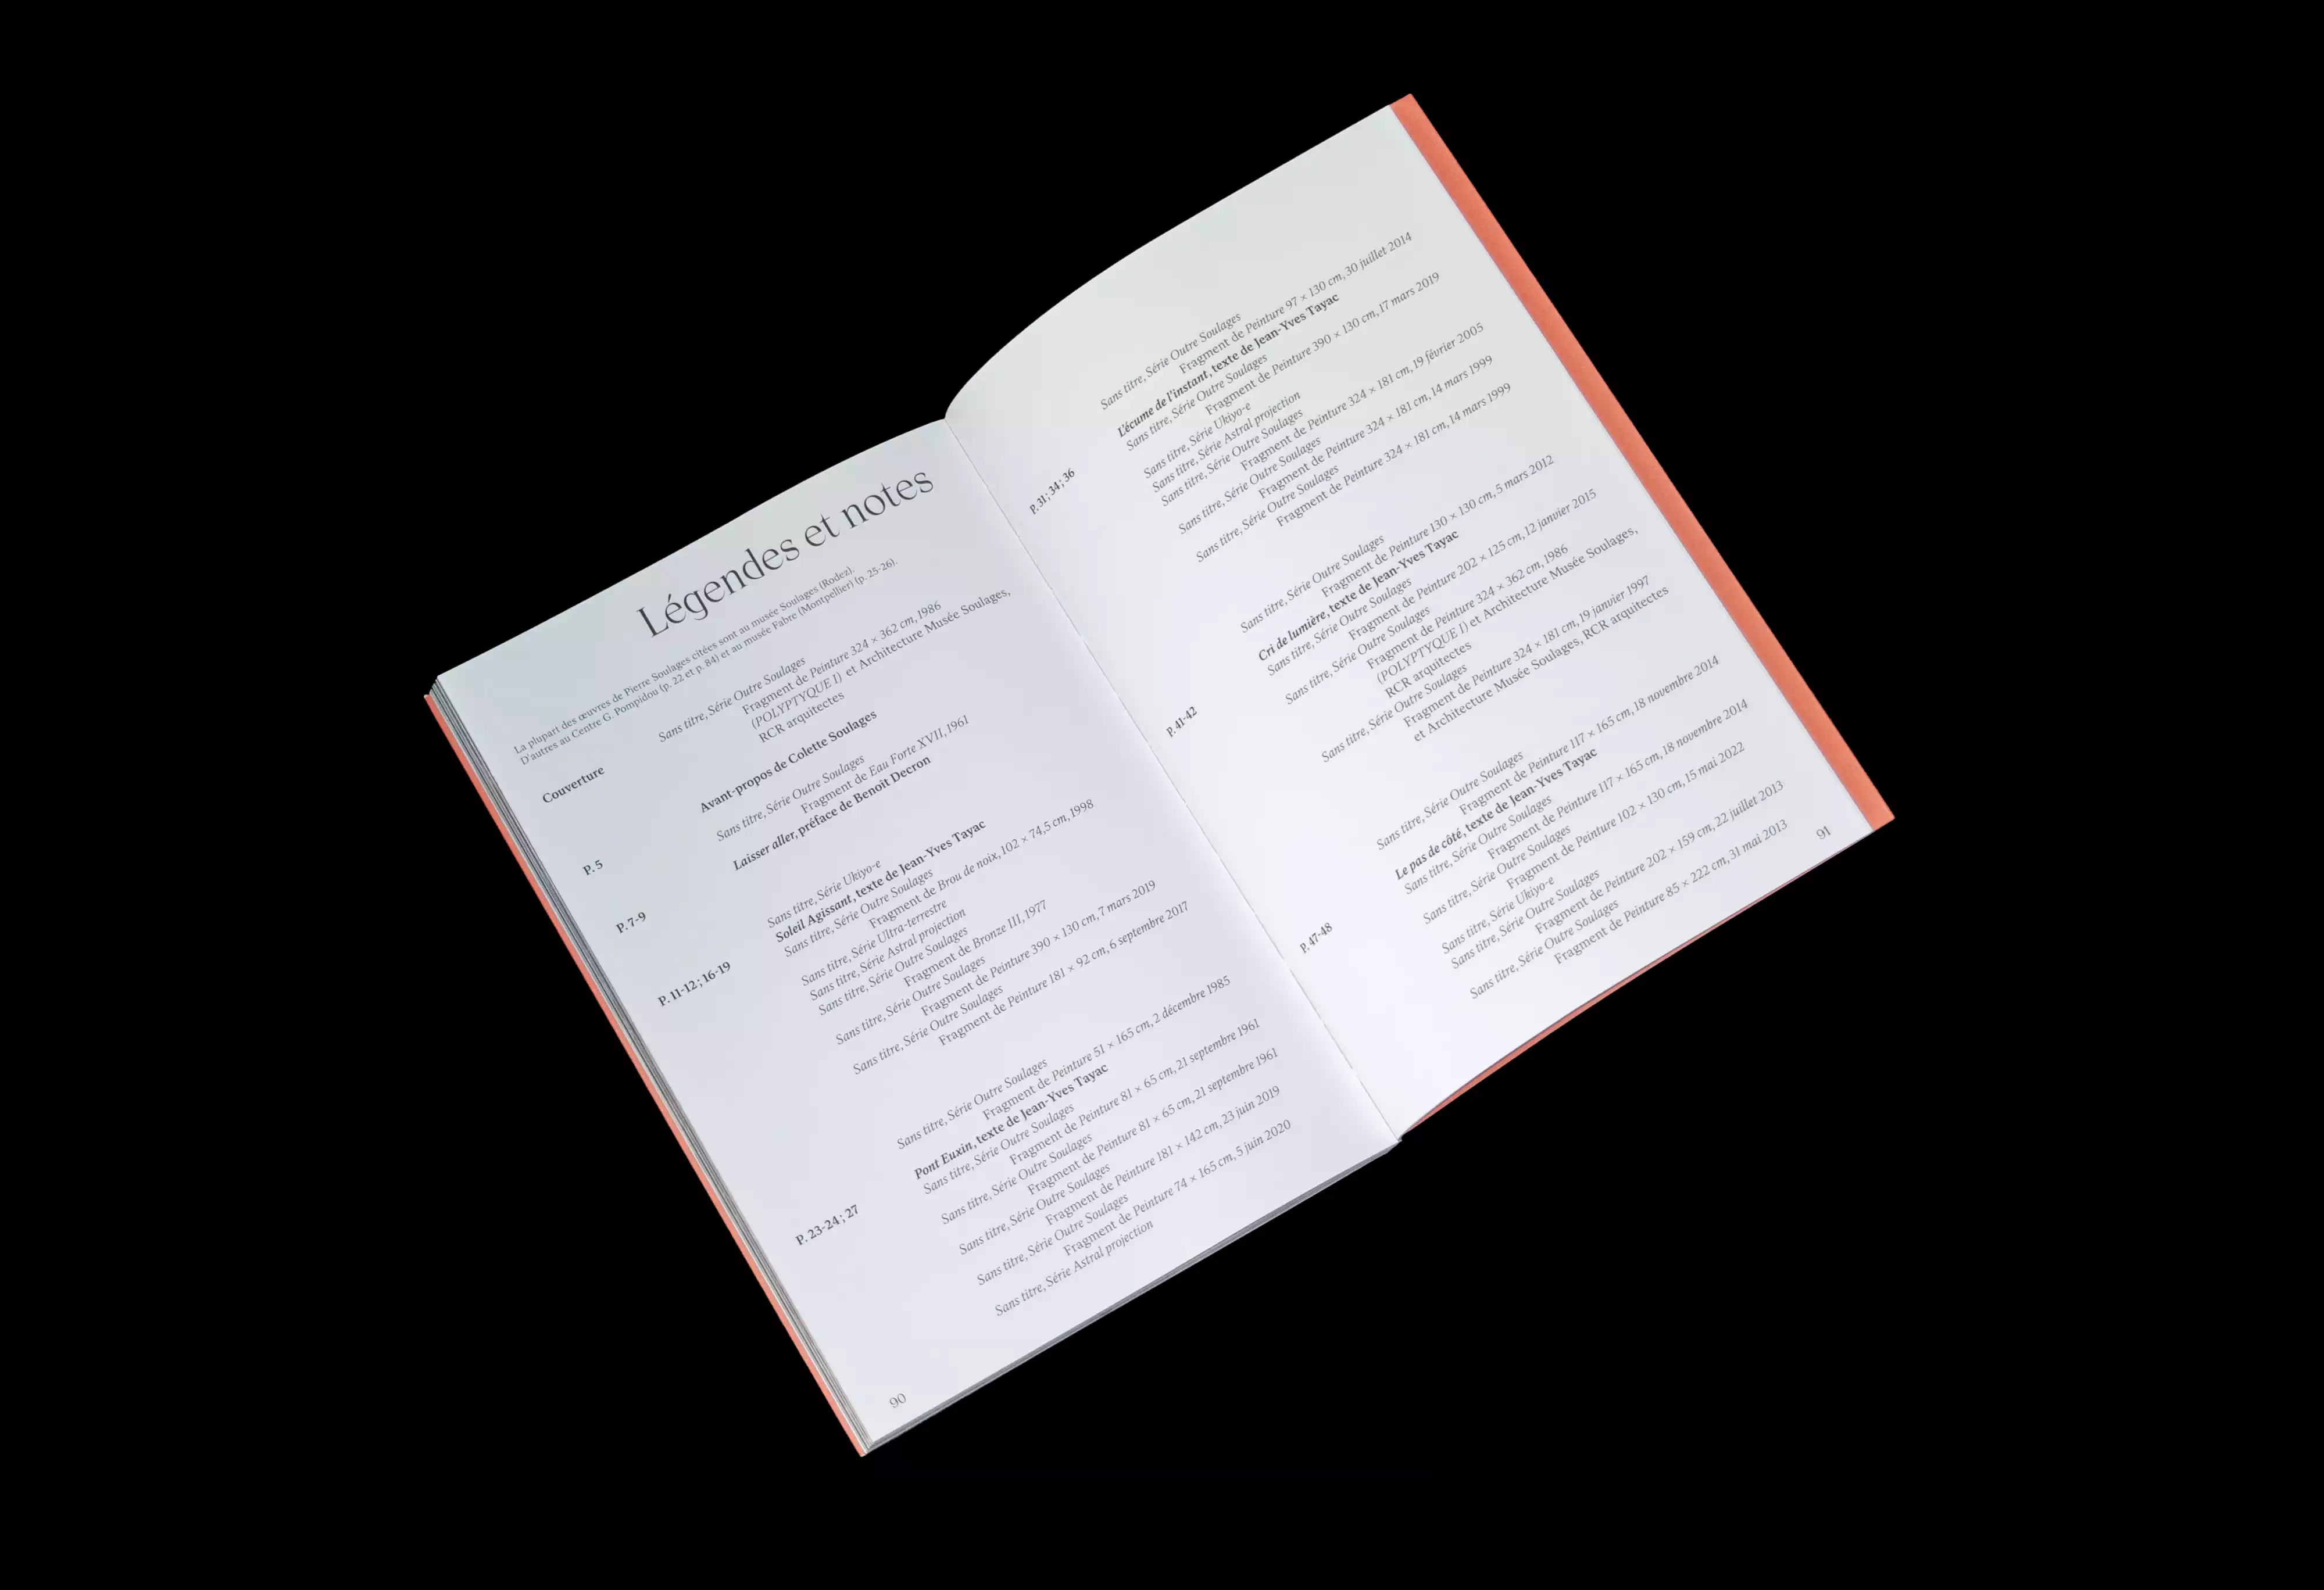 Légendes et notes
La plupart des œuvres de Pierre Soulages citées sont au musée Soulages (Rodez).
D'autres au Centre G. Pompidou (p. 22 et p. 84) et au musée Fabre (Montpellier) (p. 25-26).
Couverture
Sans titre, Série Outre Soulages
Fragment de Peinture 324 × 362 cm, 1986
(POLYPTYQUE I) et Architecture Musée Soulages,
RCR arquitectes
P. 5
Avant-propos de Colette Soulages
Sans titre, Série Outre Soulages
Fragment de Eau Forte XVII, 1961
P. 7-9
Laisser aller, préface de Benoît Decron
Sans titre, Série Ukiyo-e
P. 11-12 ; 16-19
Soleil Agissant, texte de Jean-Yves Tayac
Sans titre, Série Outre Soulages
Fragment de Brou de noix, 102 × 74,5 cm, 1998
Sans titre, Série Ultra-terrestre
Sans titre, Série Astral projection
Sans titre, Série Outre Soulages
Fragment de Bronze III, 1977
Sans titre, Série Outre Soulages
Fragment de Peinture 390 × 130 cm, 7 mars 2019
Sans titre, Série Outre Soulages
Fragment de Peinture 181 × 92 cm, 6 septembre 2017
Sans titre, Série Outre Soulages
Fragment de Peinture 51 × 165 cm, 2 décembre 1985
P. 23-24 ; 27
Pont Euxin, texte de Jean-Yves Tayac
Sans titre, Série Outre Soulages
Fragment de Peinture 81 × 65 cm, 21 septembre 1961
Sans titre, Série Outre Soulages
Fragment de Peinture 81 × 65 cm, 21 septembre 1961
Sans titre, Série Outre Soulages
Fragment de Peinture 181 × 142 cm, 23 juin 2019
Sans titre, Série Outre Soulages
Fragment de Peinture 74 × 165 cm, 5 juin 2020
Sans titre, Série Astral projection
90
Sans titre, Série Outre Soulages
Fragment de Peinture 97 × 130 cm, 30 juillet 2014
P. 31 ; 34 ; 36
L'écume de l'instant, texte de Jean-Yves Tayac
Sans titre, Série Outre Soulages
Fragment de Peinture 390 × 130 cm, 17 mars 2019
Sans titre, Série Ukiyo-e
Sans titre, Série Astral projection
Sans titre, Série Outre Soulages
Fragment de Peinture 324 × 181 cm, 19 février 2005
Sans titre, Série Outre Soulages
Fragment de Peinture 324 × 181 cm, 14 mars 1999
Sans titre, Série Outre Soulages
Fragment de Peinture 324 × 181 cm, 14 mars 1999
Sans titre, Série Outre Soulages
Fragment de Peinture 130 × 130 cm, 5 mars 2012
P. 41-42
Cri de lumière, texte de Jean-Yves Tayac
Sans titre, Série Outre Soulages
Fragment de Peinture 202 × 125 cm, 12 janvier 2015
Sans titre, Série Outre Soulages
Fragment de Peinture 324 × 362 cm, 1986
(POLYPTYQUE I) et Architecture Musée Soulages,
RCR arquitectes
Sans titre, Série Outre Soulages
Fragment de Peinture 324 × 181 cm, 19 janvier 1997
et Architecture Musée Soulages, RCR arquitectes
Sans titre, Série Outre Soulages
Fragment de Peinture 117 × 165 cm, 18 novembre 2014
P. 47-48
Le pas de côté, texte de Jean-Yves Tayac
Sans titre, Série Outre Soulages
Fragment de Peinture 117 × 165 cm, 18 novembre 2014
Sans titre, Série Outre Soulages
Fragment de Peinture 102 × 130 cm, 15 mai 2022
Sans titre, Série Ukiyo-e
Sans titre, Série Outre Soulages
Fragment de Peinture 202 × 159 cm, 22 juillet 2013
Sans titre, Série Outre Soulages
Fragment de Peinture 85 × 222 cm, 31 mai 2013
91